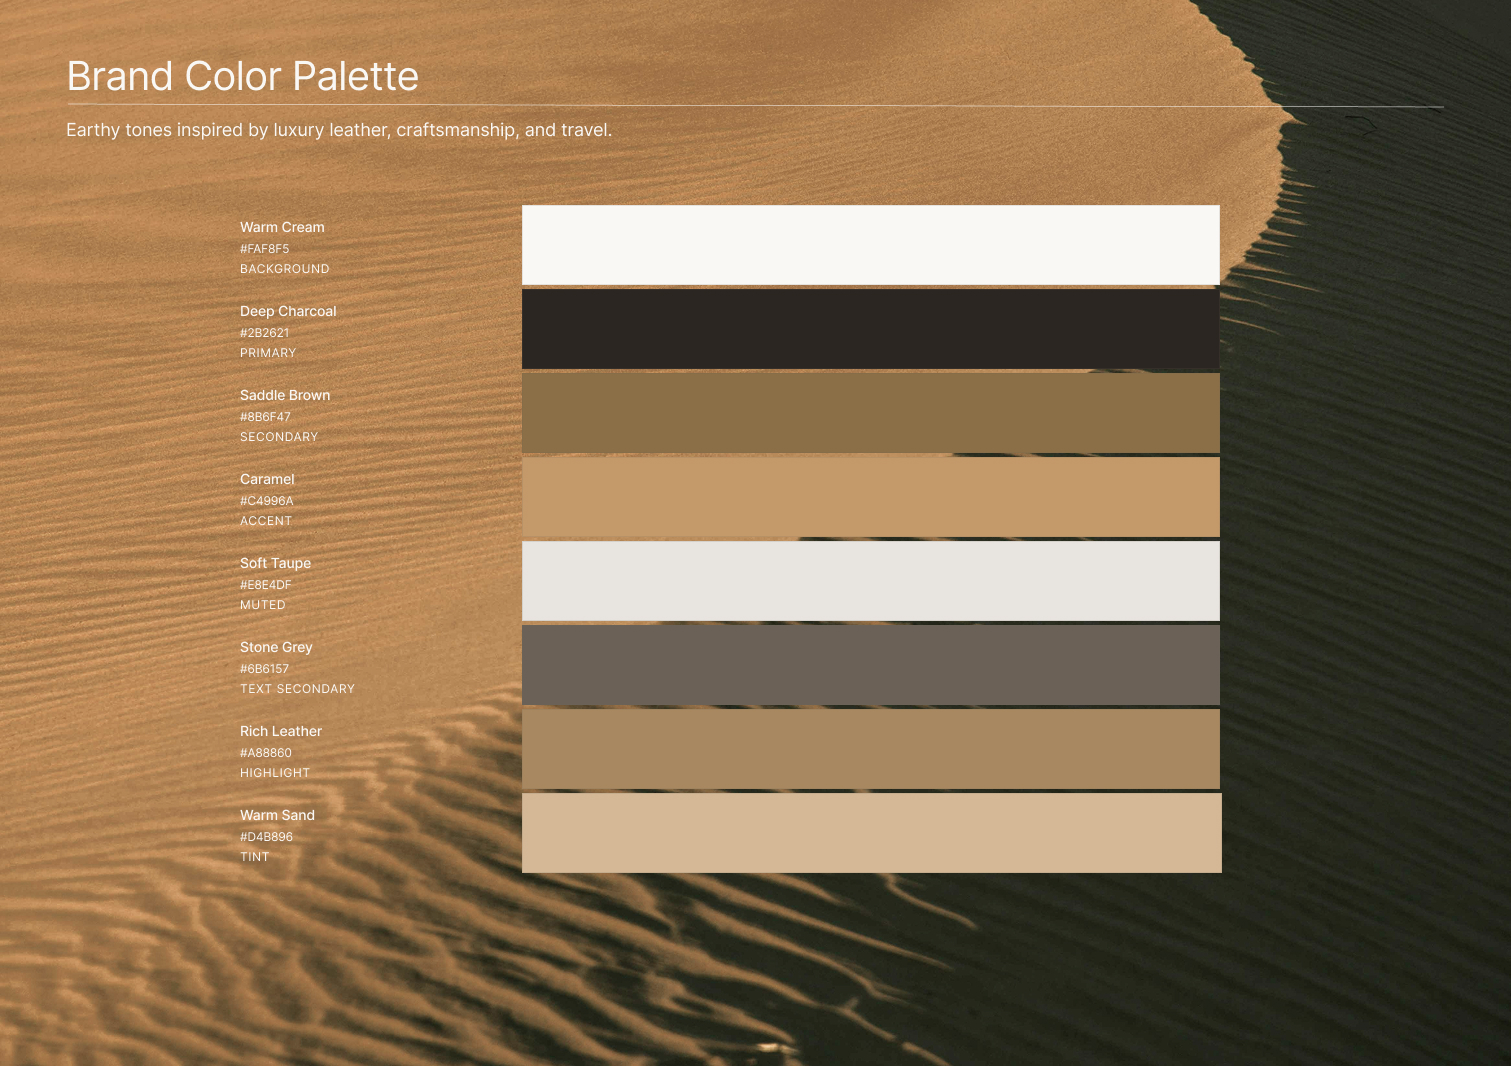 Brand Color Palette
Earthy tones inspired by luxury leather, craftsmanship, and travel.
Warm Cream
#FAF8F5
BACKGROUND
Deep Charcoal
#2B2621
PRIMARY
Saddle Brown
#8B6F47
SECONDARY
Caramel
#C4996A
ACCENT
Soft Taupe
#E8E4DF
MUTED
Stone Grey
#6B6157
TEXT SECONDARY
Rich Leather
#A88860
HIGHLIGHT
Warm Sand
#D4B896
TINT